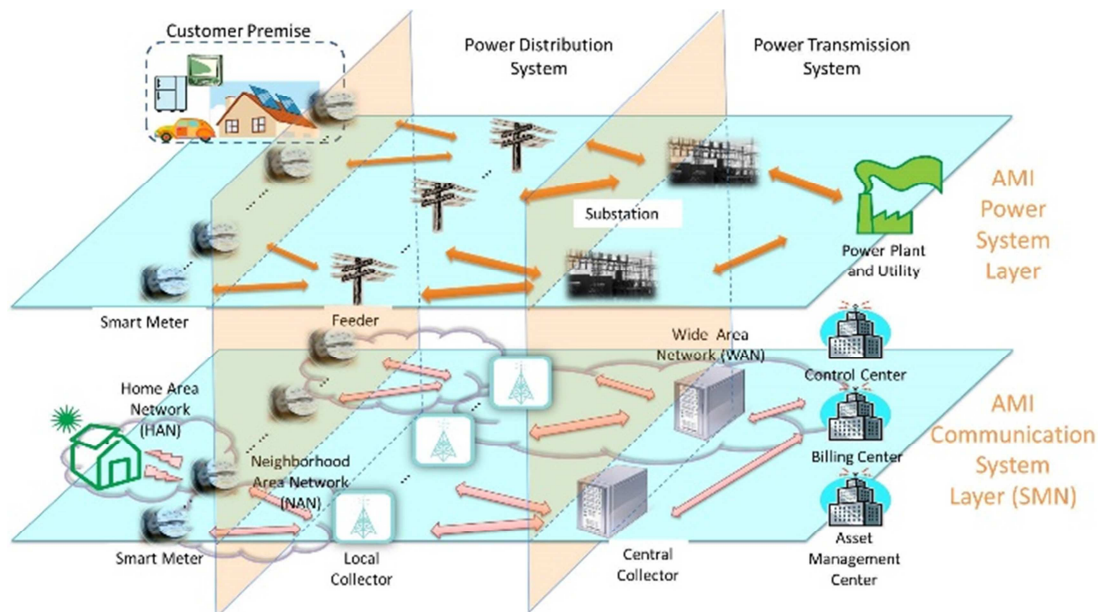 Customer Premise
Power Distribution
System
Power Transmission
System
Substation
Power Plant
and Utility
AMI
Power
System
Layer
Smart Meter
Feeder
Wide Area
Network (WAN)
Control Center
Home Area
Network
(HAN)
Neighborhood
Area Network
(NAN)
Billing Center
AMI
Communication
System
Layer (SMN)
Smart Meter
Local
Collector
Central
Collector
Asset
Management
Center